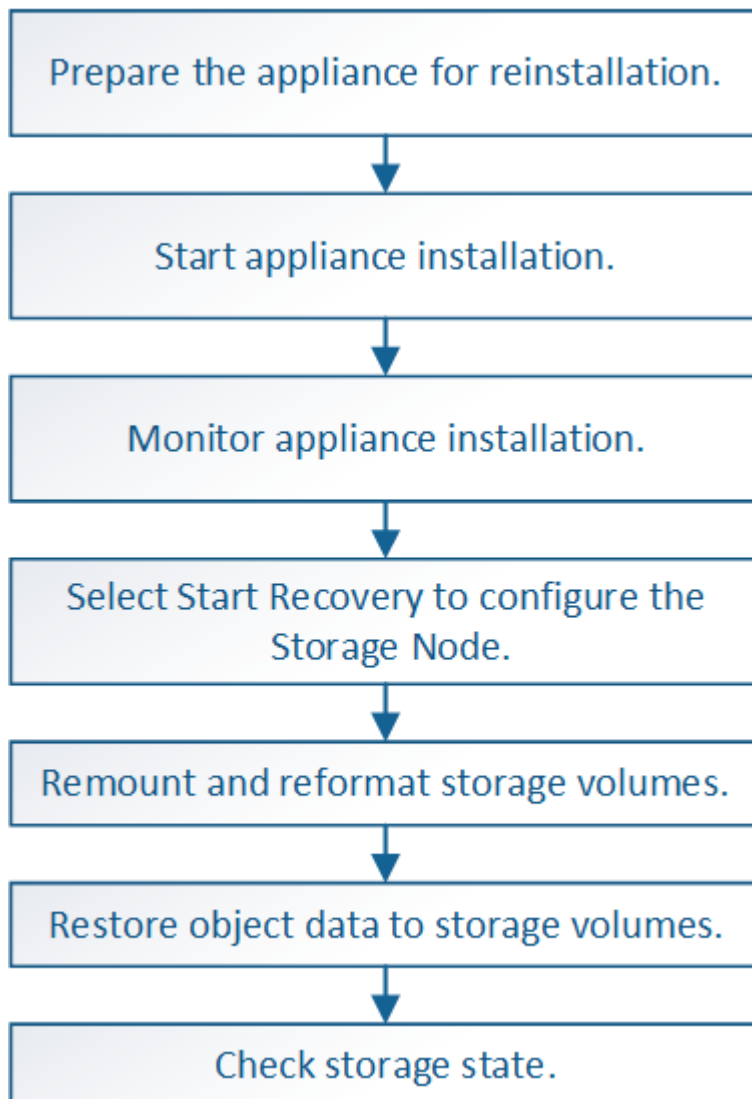 Prepare the appliance for reinstallation.
Start appliance installation.
Monitor appliance installation.
Select Start Recovery to configure the
Storage Node.
Remount and reformat storage volumes.
Restore object data to storage volumes.
Check storage state.